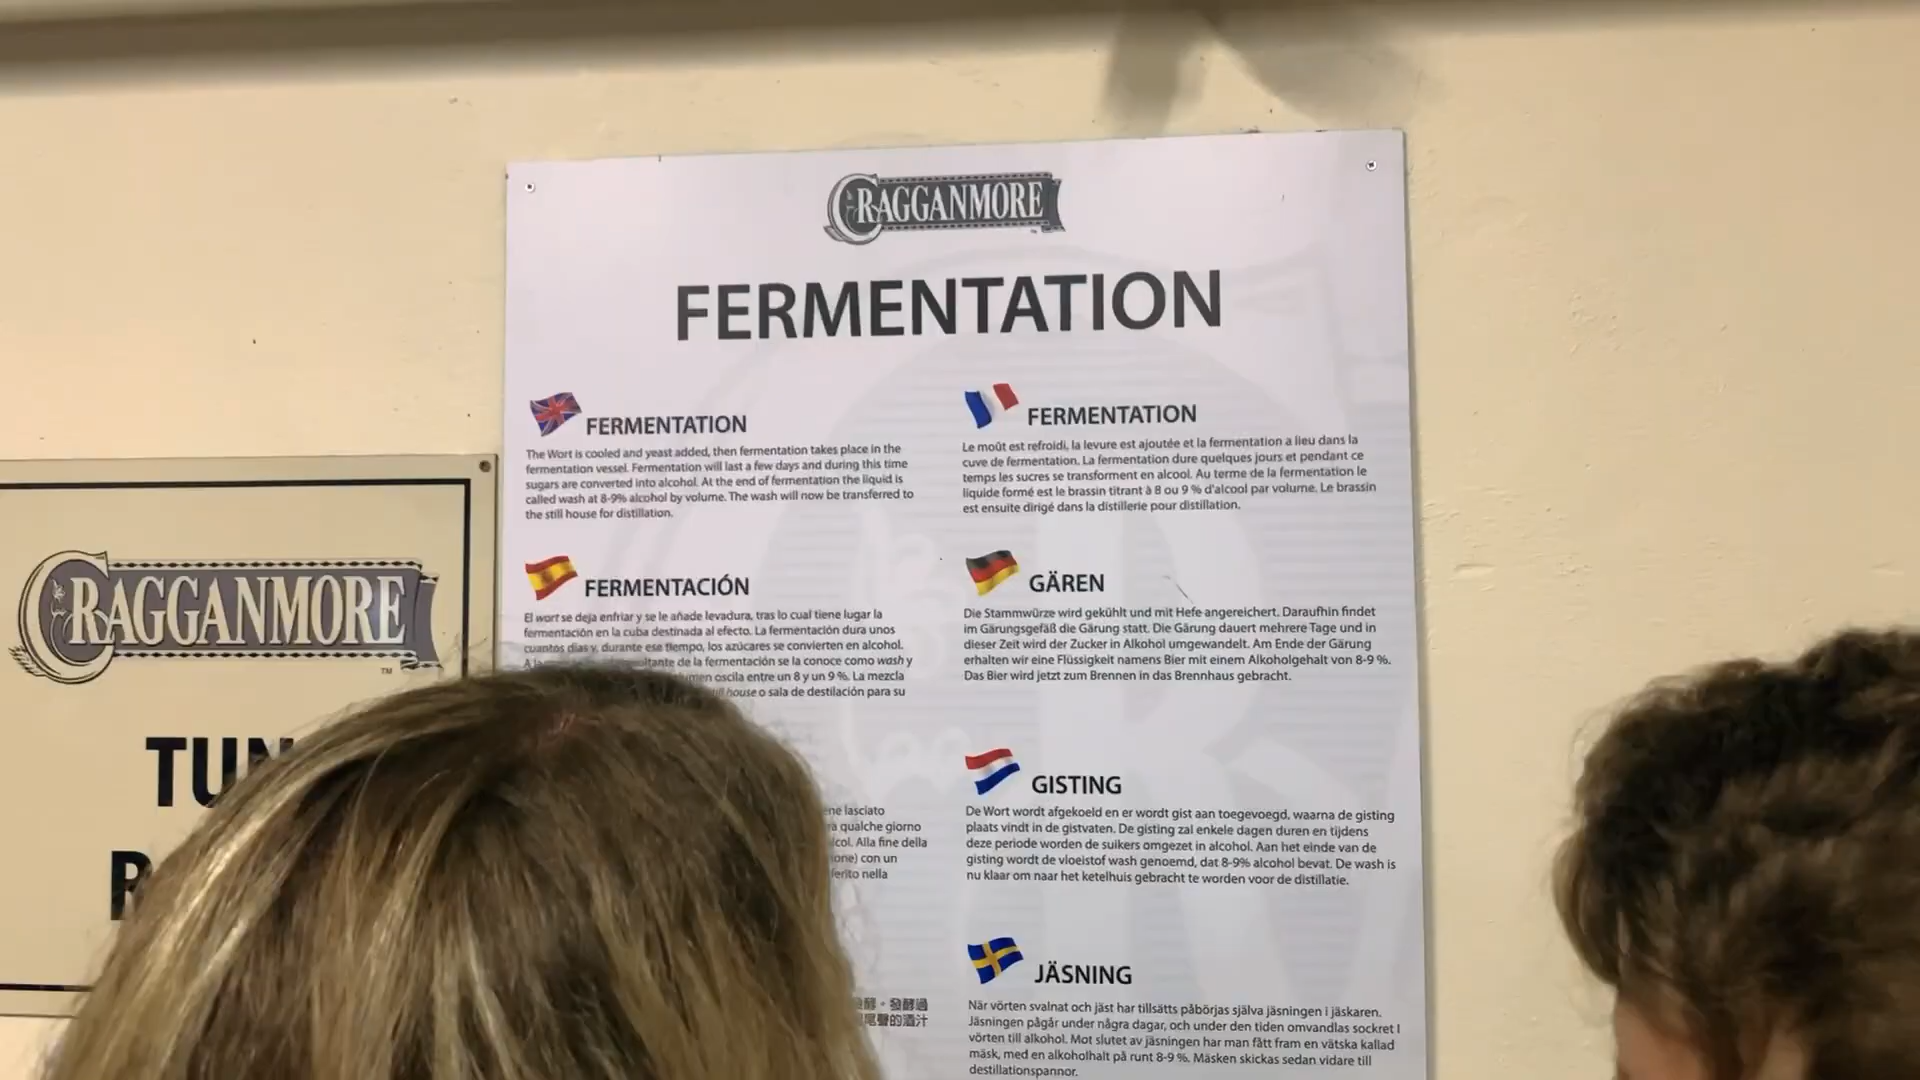 CRAGGANMORE
FERMENTATION
FERMENTATION
The Wort is cooled and yeast added, then fermentation takes place in the
fermentation vessel. Fermentation will last a few days and during this time
sugars are converted into alcohol. At the end of fermentation the liquid is
called wash at 8-9% alcohol by volume. The wash will now be transferred to
the still house for distillation.
FERMENTATION
Le moût est refroidi, la levure est ajoutée et la fermentation a lieu dans la
cuve de fermentation. La fermentation dure quelques jours et pendant ce
temps les sucres se transforment en alcool. Au terme de la fermentation le
liquide formé est le brassin titrant à 8 ou 9 % d'alcool par volume. Le brassin
est ensuite dirigé dans la distillerie pour distillation.
FERMENTACIÓN
El wort se deja enfriar y se le añade levadura, tras lo cual tiene lugar la
fermentación en la cuba destinada al efecto. La fermentación dura unos
cuantos días y, durante ese tiempo, los azúcares se convierten en alcohol.
de la fermentación se la conoce como wash y
oscila entre un 8 y un 9 %. La mezcla
house o sala de destilación para su
GÄREN
Die Stammwürze wird gekühlt und mit Hefe angereichert. Daraufhin findet
im Gärungsgefäß die Gärung statt. Die Gärung dauert mehrere Tage und in
dieser Zeit wird der Zucker in Alkohol umgewandelt. Am Ende der Gärung
erhalten wir eine Flüssigkeit namens Bier mit einem Alkoholgehalt von 8-9 %.
Das Bier wird jetzt zum Brennen in das Brennhaus gebracht.
lasciato
qualche giorno
Alla fine della
con un
nella
GISTING
De Wort wordt afgekoeld en er wordt gist aan toegevoegd, waarna de gisting
plaats vindt in de gistvaten. De gisting zal enkele dagen duren en tijdens
deze periode worden de suikers omgezet in alcohol. Aan het einde van de
gisting wordt de vloeistof wash genoemd, dat 8-9% alcohol bevat. De wash is
nu klaar om naar het ketelhuis gebracht te worden voor de distillatie.
酵。發酵過
的酒汁
JÄSNING
När vörten svalnat och jäst har tillsätts påbörjas själva jäsningen i jäskaren.
Jäsningen pågår under några dagar, och under den tiden omvandlas sockret I
vörten till alkohol. Mot slutet av jäsningen har man fått fram en vätska kallad
mäsk, med en alkoholhalt på runt 8-9 %. Mäsken skickas sedan vidare till
destillationspannor.
CRAGGANMORE
TM
TUN
R